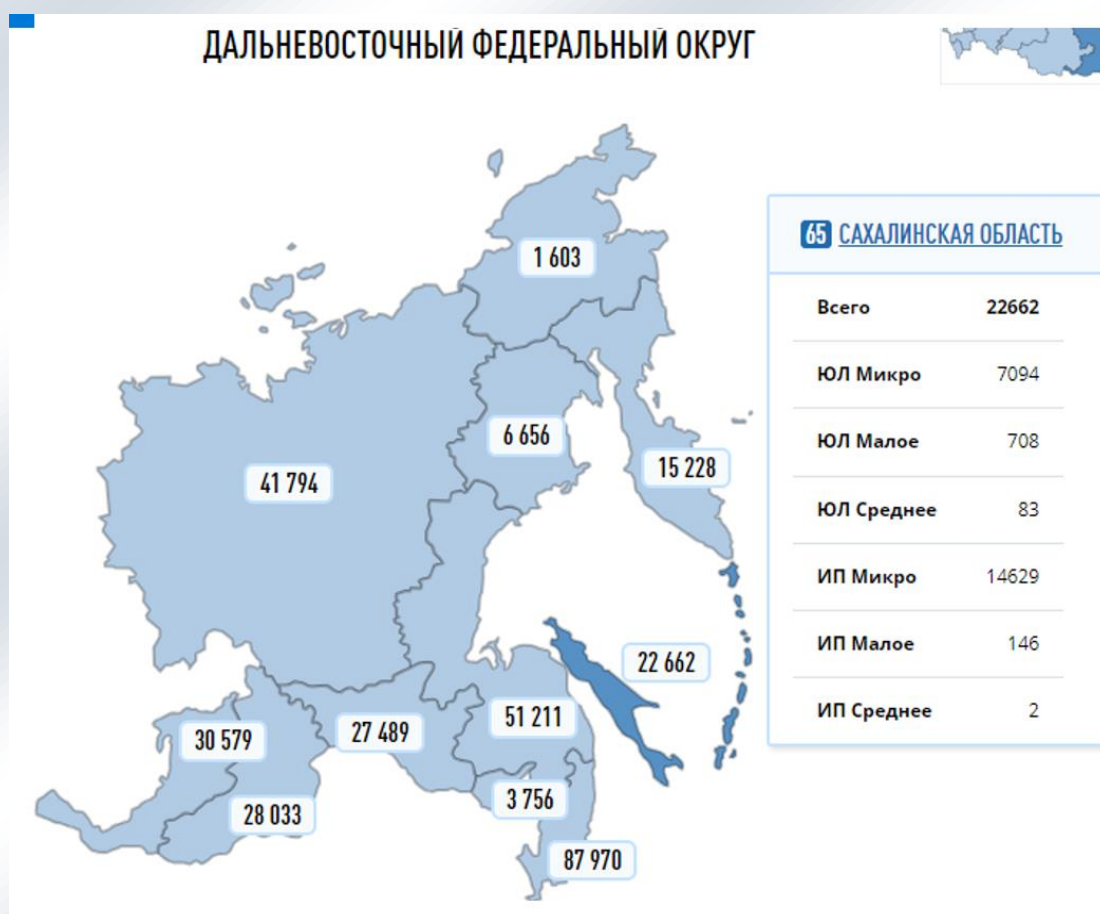 ДАЛЬНЕВОСТОЧНЫЙ ФЕДЕРАЛЬНЫЙ ОКРУГ
65 САХАЛИНСКАЯ ОБЛАСТЬ
Всего 22662
ЮЛ Микро 7094
ЮЛ Малое 708
ЮЛ Среднее 83
ИП Микро 14629
ИП Малое 146
ИП Среднее 2
1 603
6 656
15 228
41 794
22 662
51 211
27 489
30 579
3 756
28 033
87 970